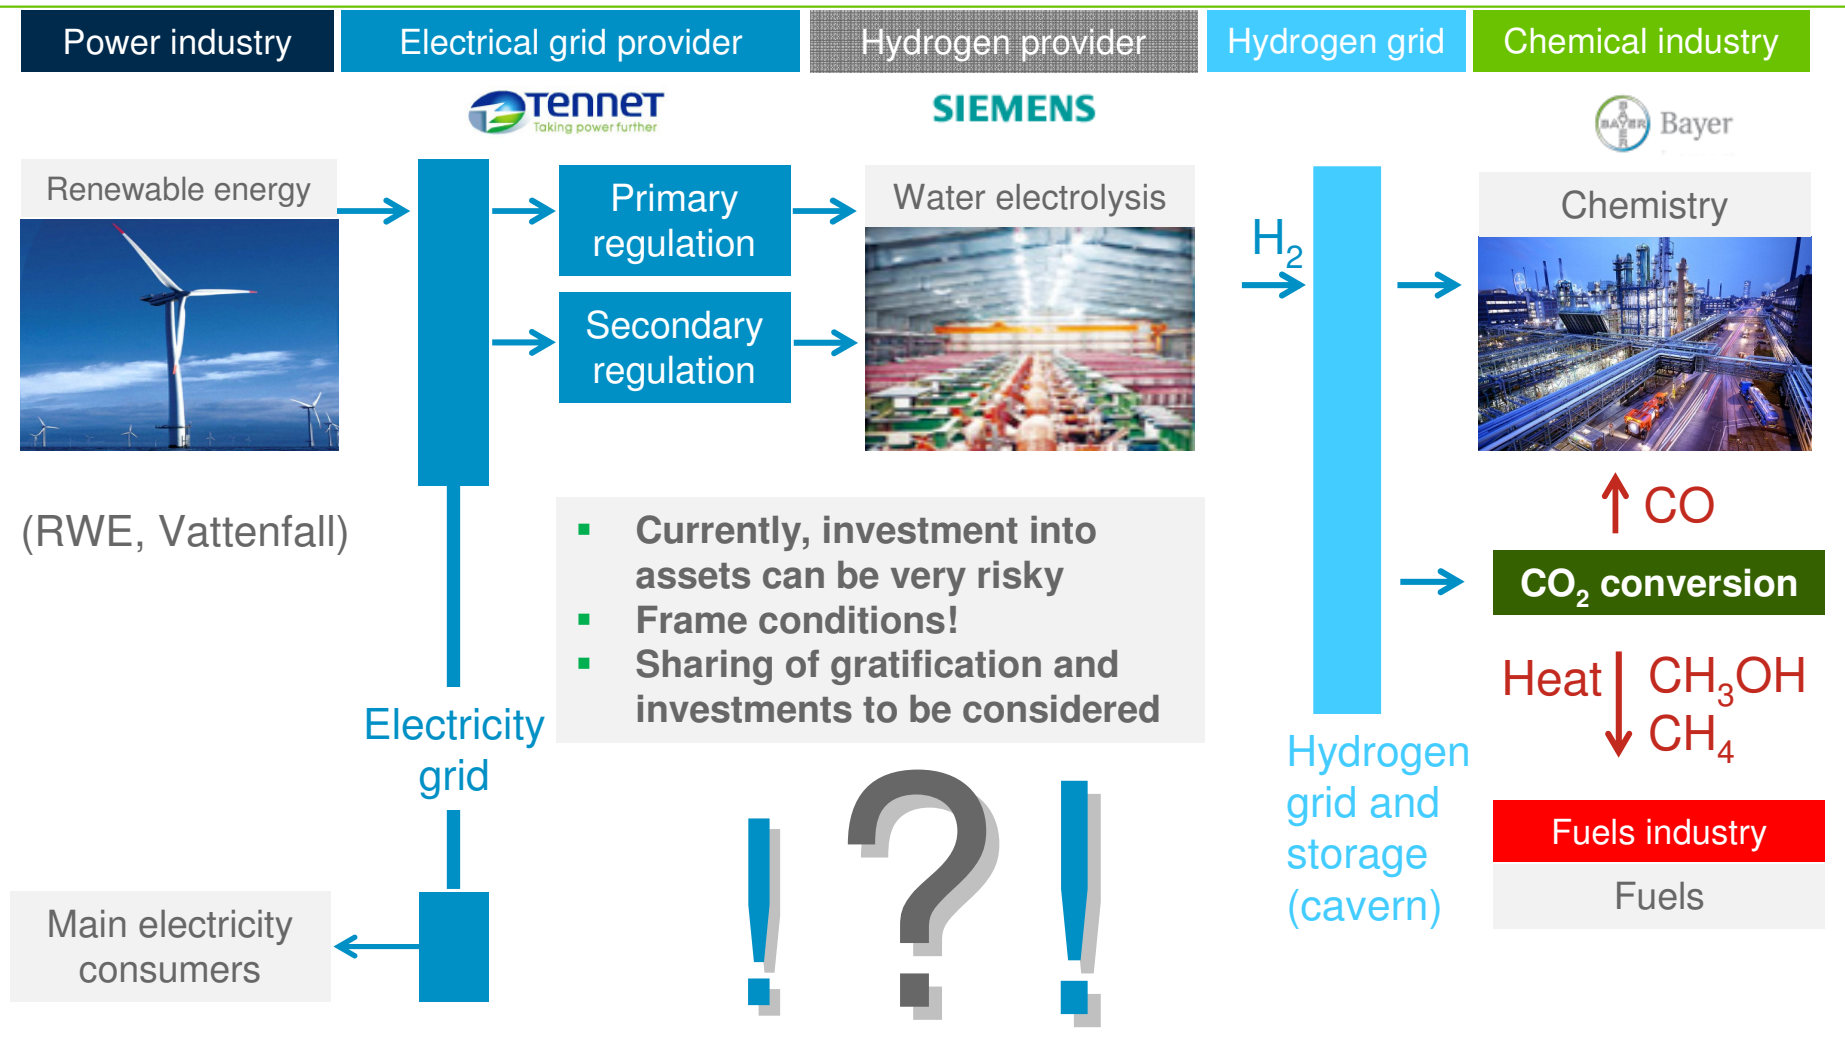 Power industry
Electrical grid provider
Hydrogen provider
Hydrogen grid
Chemical industry
TenneT
Taking power further
SIEMENS
BAYER
BAYER
Bayer
Renewable energy
Primary
regulation
Secondary
regulation
Water electrolysis
H2
Chemistry
(RWE, Vattenfall)
▪ Currently, investment into
assets can be very risky
▪ Frame conditions!
▪ Sharing of gratification and
investments to be considered
CO
CO2 conversion
Heat
CH3OH
CH4
Electricity
grid
Hydrogen
grid and
storage
(cavern)
Fuels industry
Fuels
Main electricity
consumers
! ? !